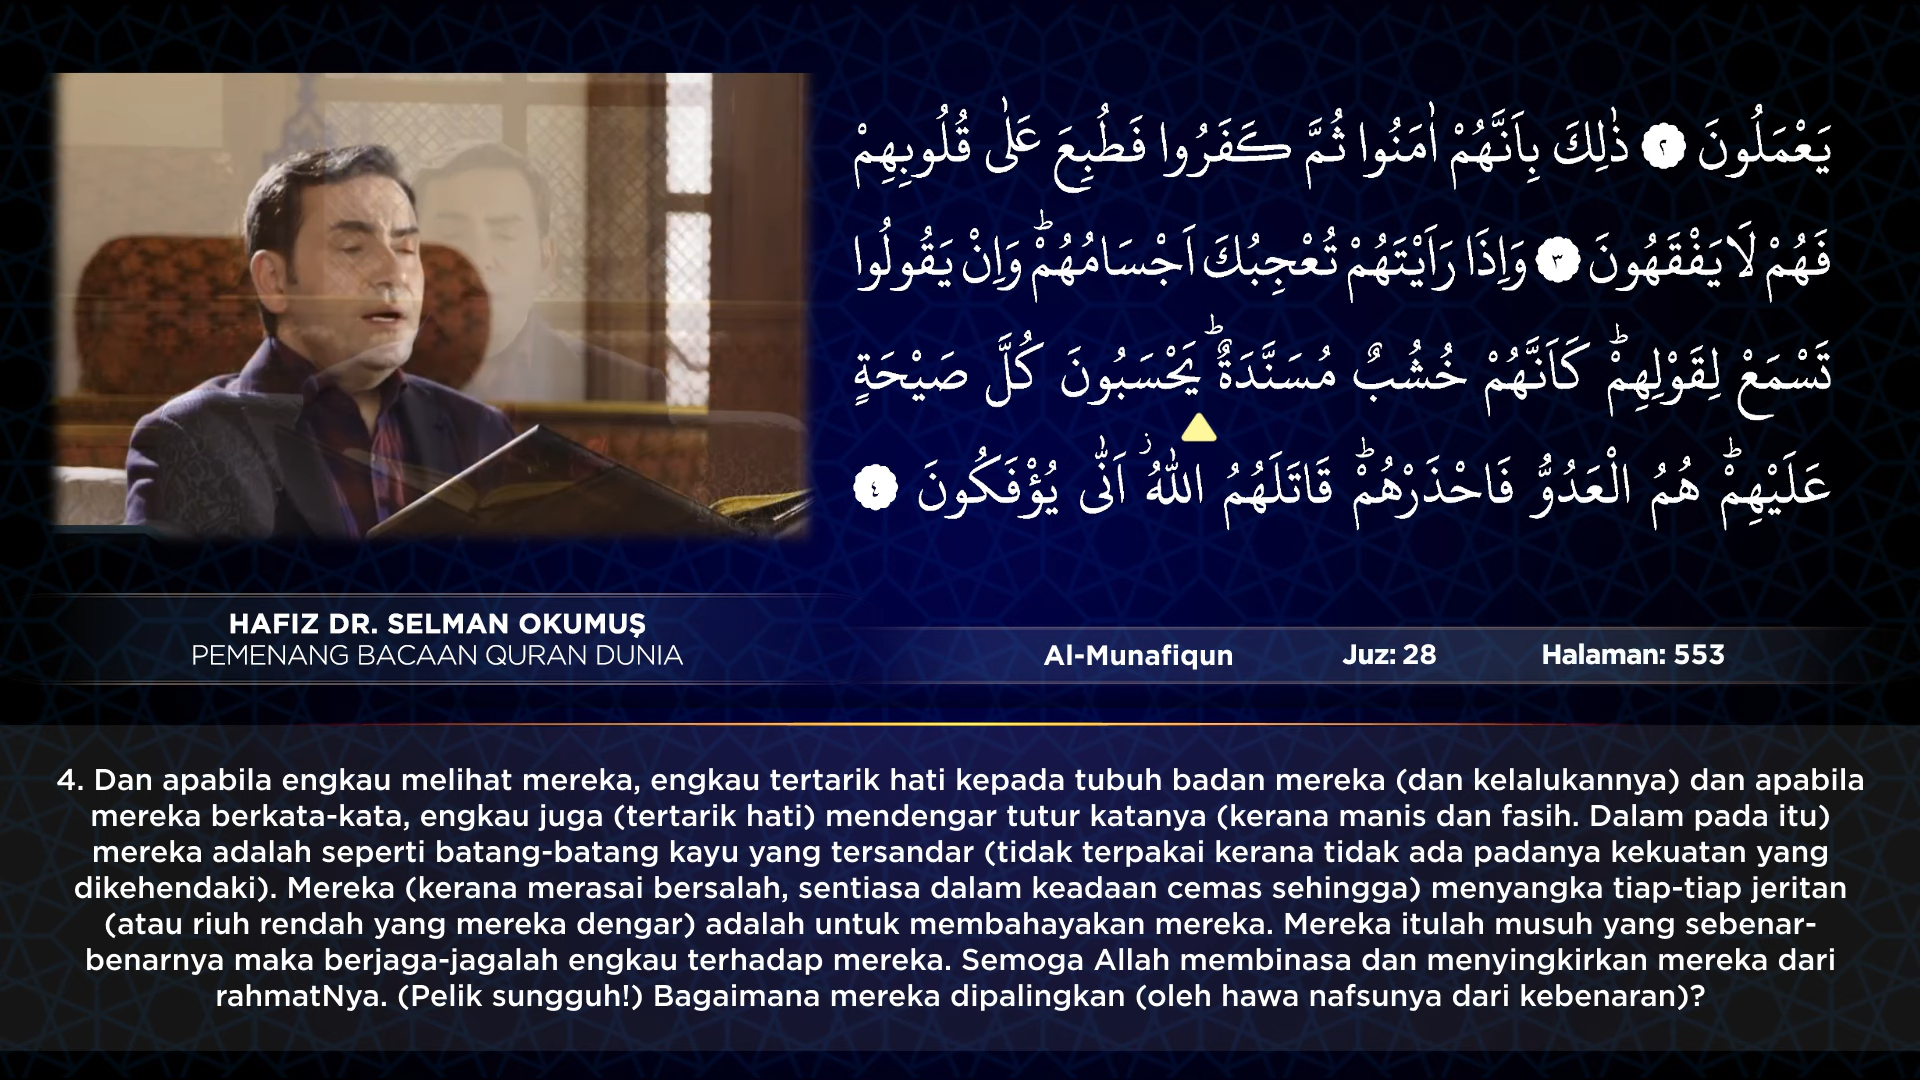 يَعْمَلُونَ ٢ ذٰلِكَ بِاَنَّهُمْ اٰمَنُوا ثُمَّ كَفَرُوا فَطُبِعَ عَلٰى قُلُوبِهِمْ
فَهُمْ لَا يَفْقَهُونَ ٣ وَاِذَا رَاَيْتَهُمْ تُعْجِبُكَ اَجْسَامُهُمْۜ وَاِنْ يَقُولُوا
تَسْمَعْ لِقَوْلِهِمْۜ كَاَنَّهُمْ خُشُبٌ مُسَنَّدَةٌۜ يَحْسَبُونَ كُلَّ صَيْحَةٍ
عَلَيْهِمْۜ هُمُ الْعَدُوُّ فَاحْذَرْهُمْۜ قَاتَلَهُمُ اللّٰهُۘ اَنّٰى يُؤْفَكُونَ ٤
HAFIZ DR. SELMAN OKUMUŞ
PEMENANG BACAAN QURAN DUNIA
Al-Munafiqun Juz: 28 Halaman: 553
4. Dan apabila engkau melihat mereka, engkau tertarik hati kepada tubuh badan mereka (dan kelalukannya) dan apabila
mereka berkata-kata, engkau juga (tertarik hati) mendengar tutur katanya (kerana manis dan fasih. Dalam pada itu)
mereka adalah seperti batang-batang kayu yang tersandar (tidak terpakai kerana tidak ada padanya kekuatan yang
dikehendaki). Mereka (kerana merasai bersalah, sentiasa dalam keadaan cemas sehingga) menyangka tiap-tiap jeritan
(atau riuh rendah yang mereka dengar) adalah untuk membahayakan mereka. Mereka itulah musuh yang sebenar-
benarnya maka berjaga-jagalah engkau terhadap mereka. Semoga Allah membinasa dan menyingkirkan mereka dari
rahmatNya. (Pelik sungguh!) Bagaimana mereka dipalingkan (oleh hawa nafsunya dari kebenaran)?